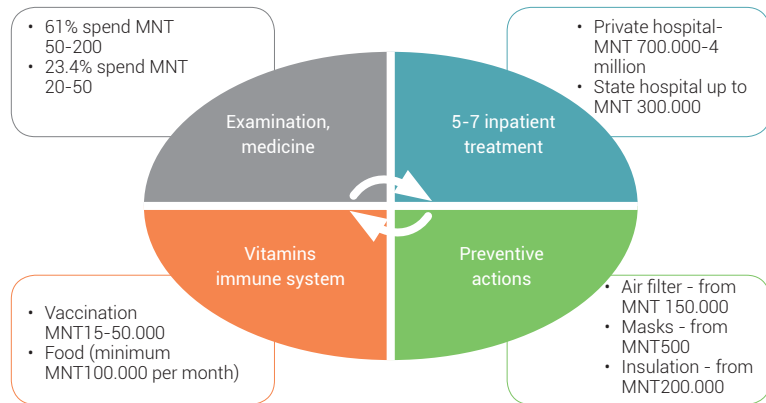 • 61% spend MNT
50-200
• 23.4% spend MNT
20-50
• Private hospital-
MNT 700.000-4
million
• State hospital up to
MNT 300.000
Examination,
medicine
5-7 inpatient
treatment
Vitamins
immune system
Preventive
actions
• Vaccination
MNT15-50.000
• Food (minimum
MNT100.000 per month)
• Air filter - from
MNT 150.000
• Masks - from
MNT500
• Insulation - from
MNT200.000